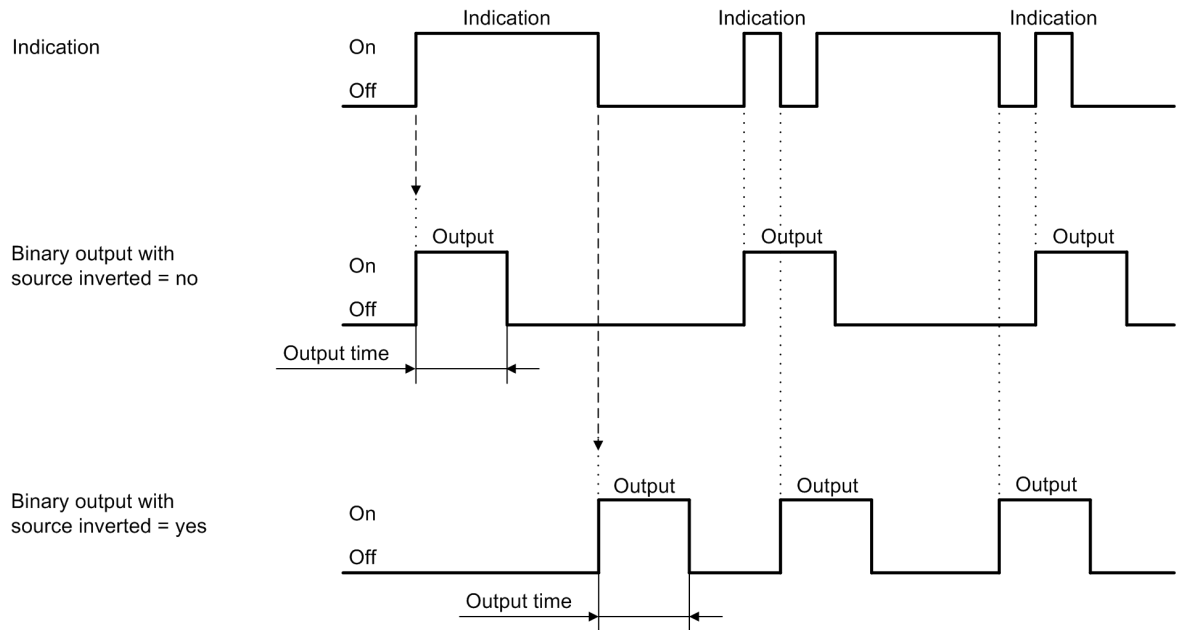 Indication Indication Indication
Indication On
Off
Output Output Output
Binary output with
source inverted = no
On
Off
Output time
Output Output Output
Binary output with
source inverted = yes
On
Off
Output time